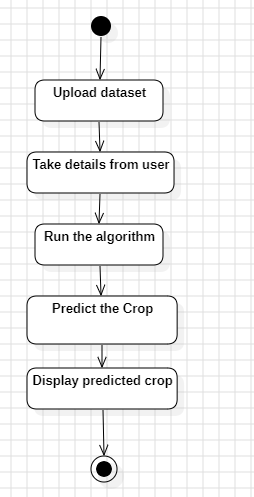 Upload dataset
Take details from user
Run the algorithm
Predict the Crop
Display predicted crop